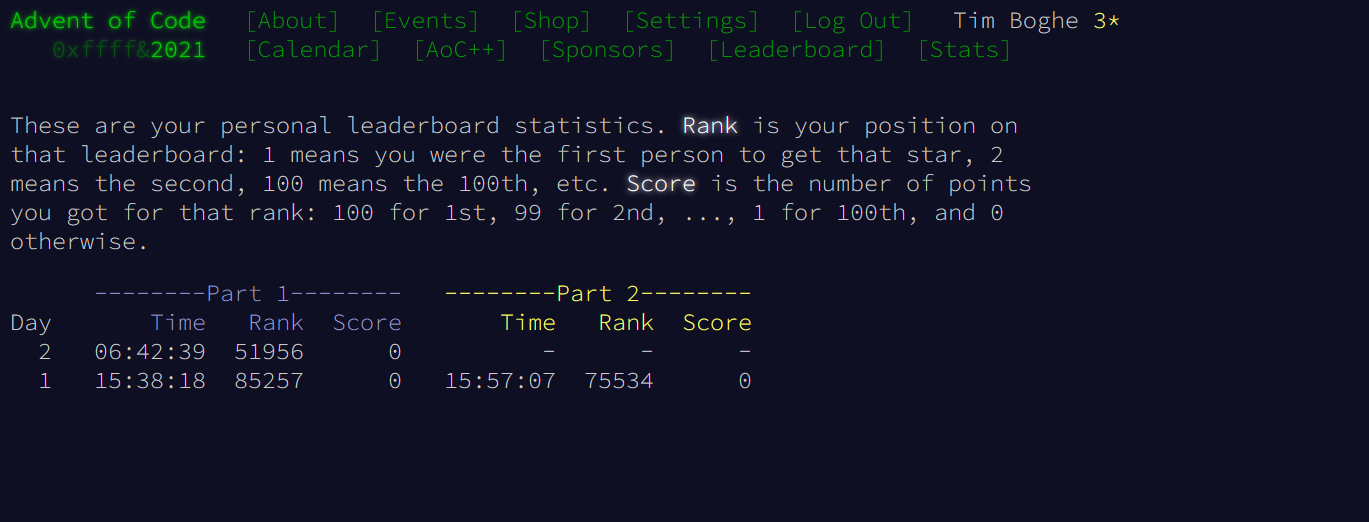 Advent of Code [About] [Events] [Shop] [Settings] [Log Out] Tim Boghe 3*
0xffff&2021 [Calendar] [AoC++] [Sponsors] [Leaderboard] [Stats]
These are your personal leaderboard statistics. Rank is your position on
that leaderboard: 1 means you were the first person to get that star, 2
means the second, 100 means the 100th, etc. Score is the number of points
you got for that rank: 100 for 1st, 99 for 2nd, ..., 1 for 100th, and 0
otherwise.
--------Part 1-------- --------Part 2--------
Day Time Rank Score Time Rank Score
2 06:42:39 51956 0 - - -
1 15:38:18 85257 0 15:57:07 75534 0